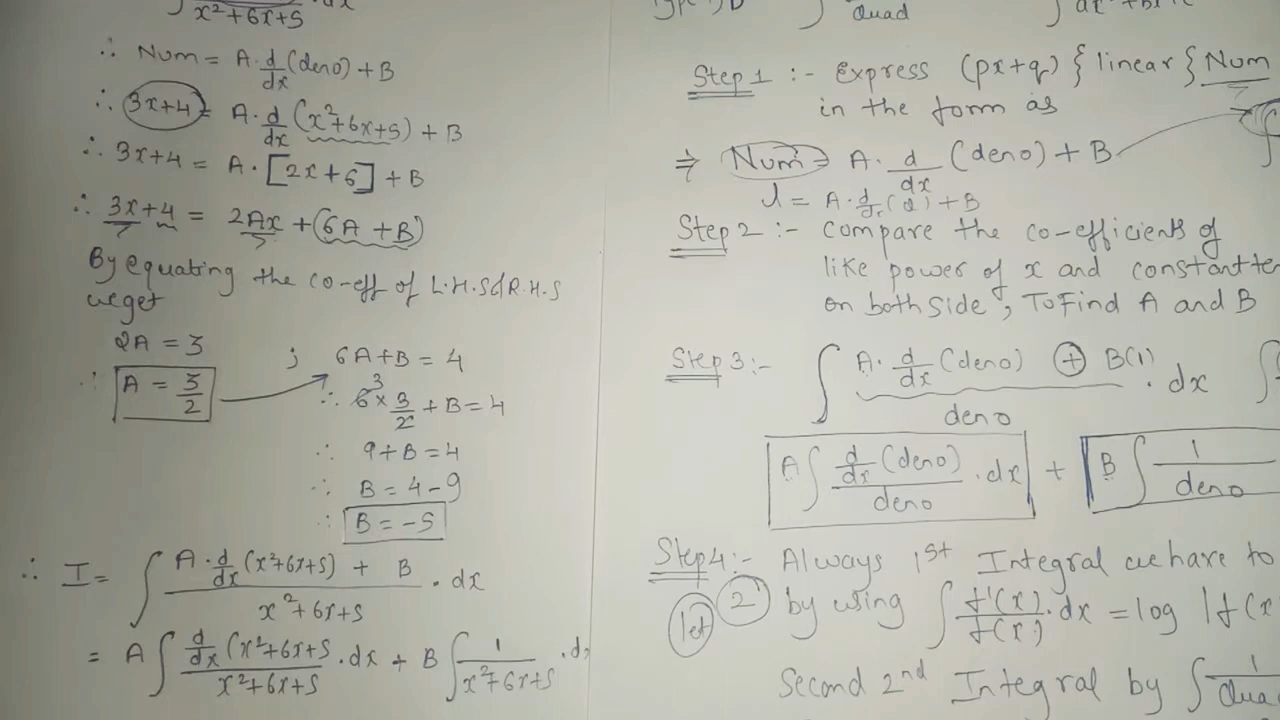 x²+6x+5
∴ Num = A. d/dx (deno) + B
∴ 3x+4 = A. d/dx (x²+6x+5) + B
∴ 3x+4 = A. [2x+6] + B
∴ 3x+4 = 2Ax + (6A + B)
By equating the co-eff of L.H.S & R.H.S
we get
2A = 3 ; 6A+B = 4
∴ A = 3/2
∴ 6 × 3/2 + B = 4
3
∴ 9+B = 4
∴ B = 4-9
∴ B = -5
∴ I = ∫ A. d/dx (x²+6x+5) + B / x²+6x+5 . dx
= A ∫ d/dx (x²+6x+5 / x²+6x+5 . dx + B ∫ 1 / x²+6x+5 .d
Quad
Step 1 :- Express (px+q) { linear } Num
in the form as
⇒ Num = A. d/dx (deno) + B
Step 2 :- Compare the co-efficients of
like power of x and constant
on both side, To Find A and B
Step 3 :- ∫ A. d/dx (deno) + B(1) / deno . dx
A ∫ d/dx (deno) / deno . dx + B ∫ 1 / deno
Step 4 :- Always 1st Integral we have to
let 2 by using ∫ f'(x)/f(x) . dx = log |f(x
Second 2nd Integral by ∫ 1